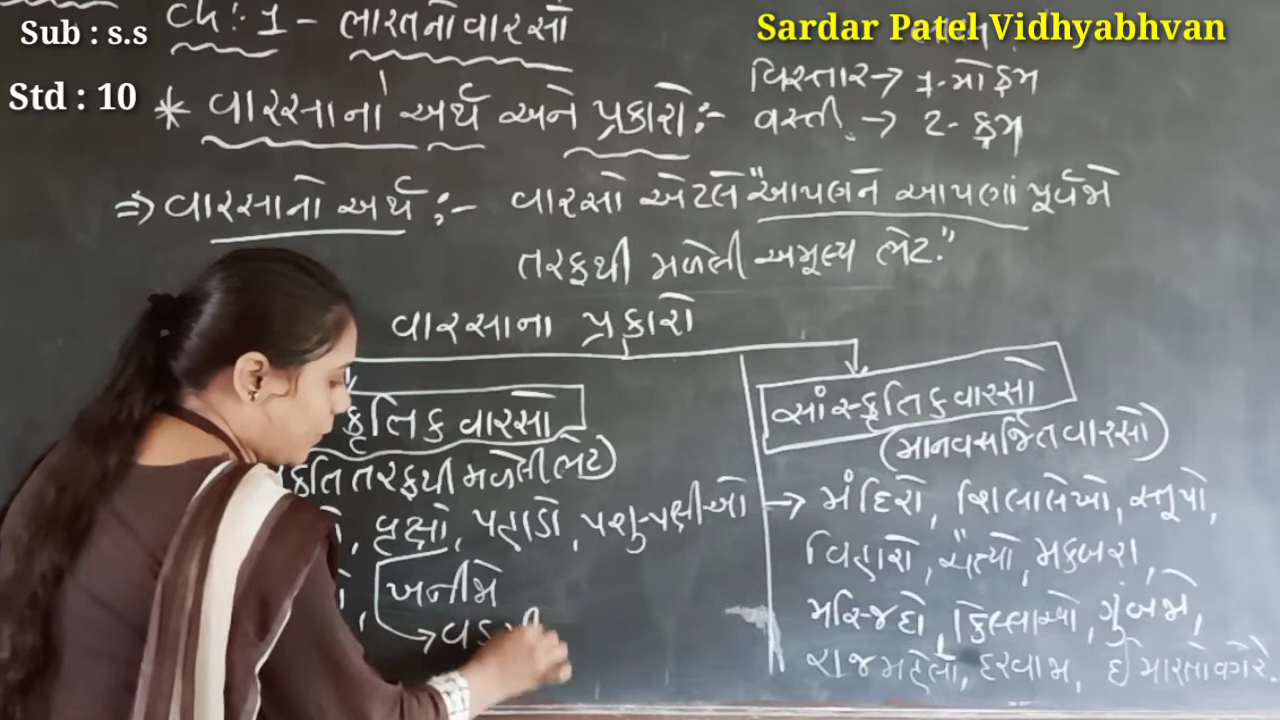 Sub : s.s
Std : 10
Sardar Patel Vidhyabhvan
Ch: 1 - ભારતનો વારસો
વિસ્તાર → 7-મો ક્રમ
વસ્તી → 2- ક્રમ
* વારસાનો અર્થ અને પ્રકારો :-
⇒ વારસાનો અર્થ :- વારસો એટલે "આપણને આપણાં પૂર્વજો
તરફથી મળેલી અમૂલ્ય ભેટ."
વારસાના પ્રકારો
કૃતિક વારસો
કૃતિ તરફથી મળેલી ભેટ)
, વૃક્ષો, પહાડો, પશુ-પક્ષીઓ
ખનીજો
→
સાંસ્કૃતિક વારસો
(માનવસર્જિત વારસો)
→ મંદિરો, શિલાલેખો, સ્તૂપો,
વિહારો, ચૈત્યો, મકબરા,
મસ્જિદો, કિલ્લાઓ, ગુંબજો,
રાજમહેલો, દરવાજા, ઈમારતો વગેરે.